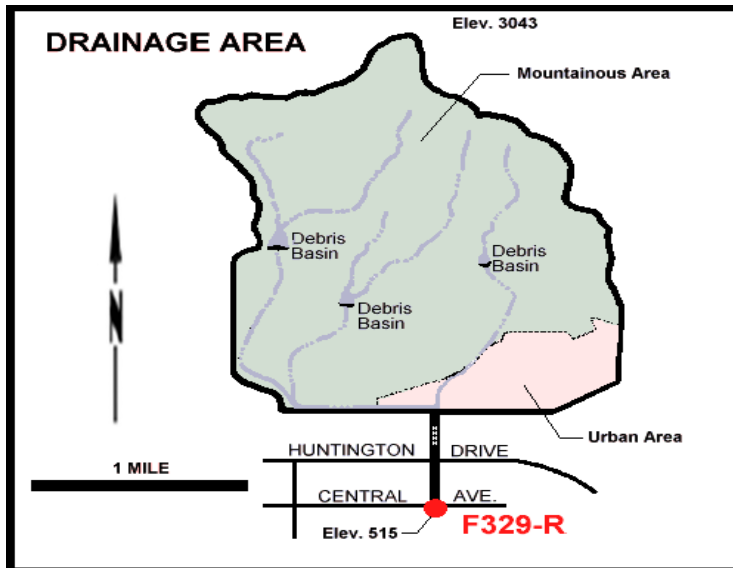 Elev. 3043
DRAINAGE AREA
Mountainous Area
Debris
Basin
Debris
Basin
Debris
Basin
N
Urban Area
HUNTINGTON DRIVE
1 MILE
CENTRAL AVE.
F329-R
Elev. 515